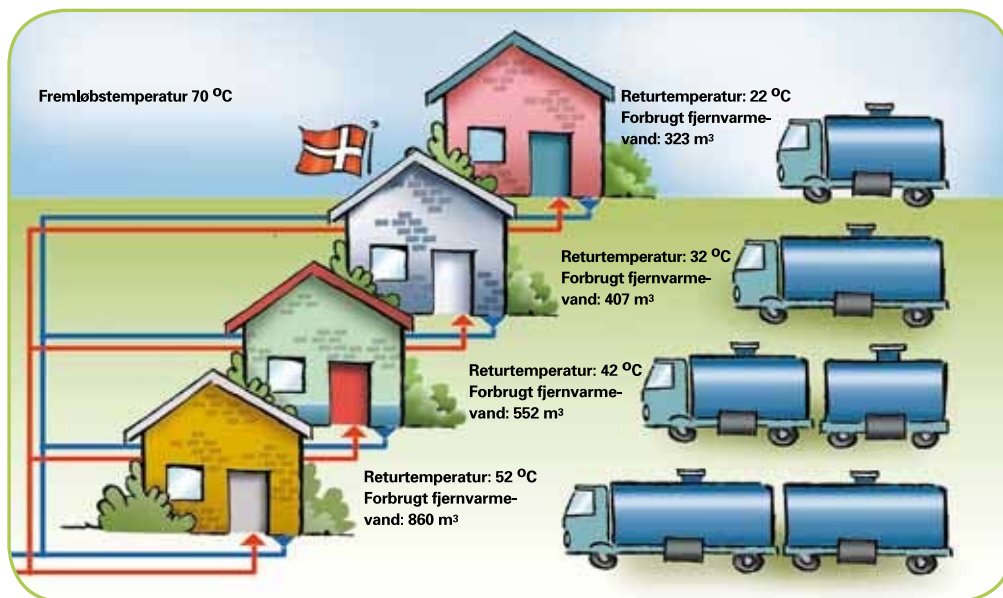 Fremløbstemperatur 70 ºC
Returtemperatur: 22 ºC
Forbrugt fjernvarme-
vand: 323 m³
Returtemperatur: 32 ºC
Forbrugt fjernvarme-
vand: 407 m³
Returtemperatur: 42 ºC
Forbrugt fjernvarme-
vand: 552 m³
Returtemperatur: 52 ºC
Forbrugt fjernvarme-
vand: 860 m³